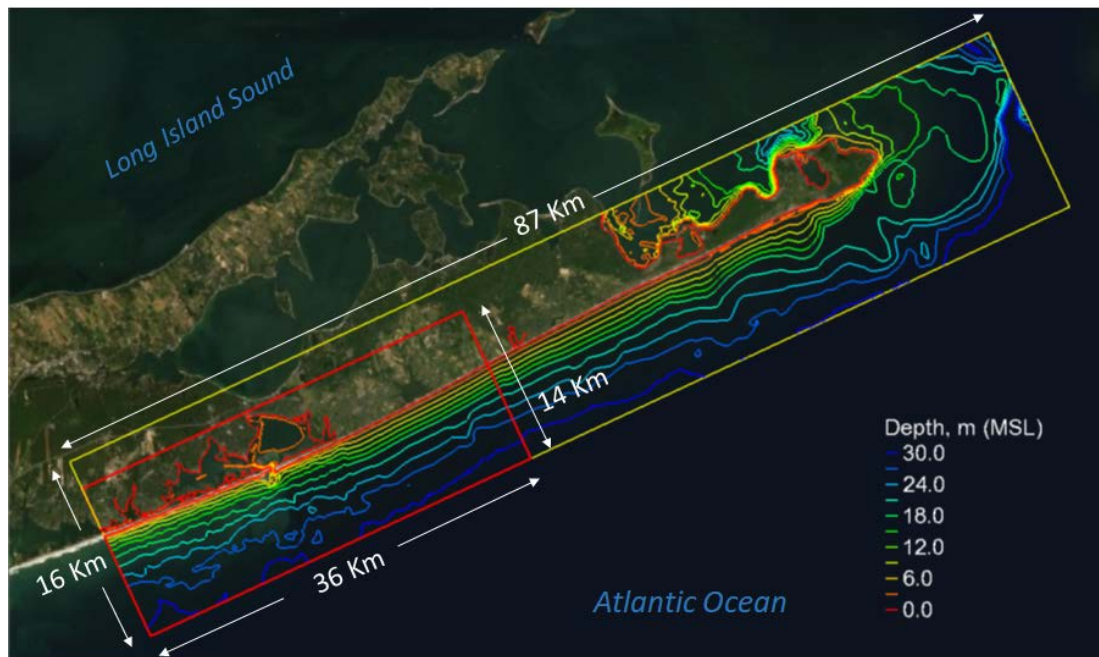 Long Island Sound
87 Km
14 Km
16 Km
36 Km
Atlantic Ocean
Depth, m (MSL)
30.0
24.0
18.0
12.0
6.0
0.0